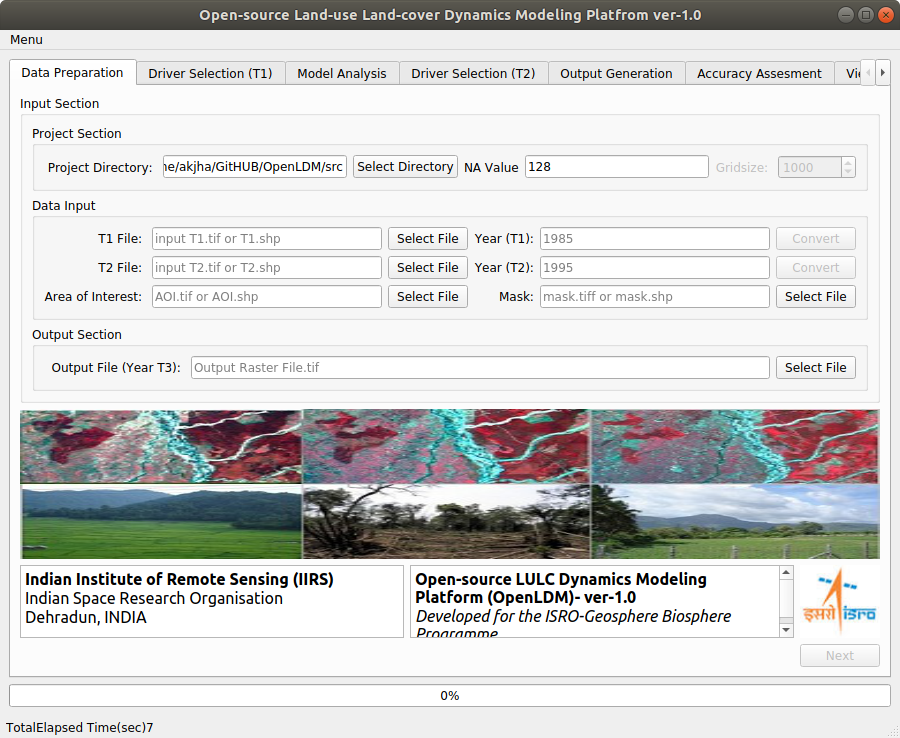 Open-source Land-use Land-cover Dynamics Modeling Platfrom ver-1.0
Menu
Data Preparation Driver Selection (T1) Model Analysis Driver Selection (T2) Output Generation Accuracy Assesment
Input Section
Project Section
Project Directory: me/akjha/GitHUB/OpenLDM/src Select Directory NA Value 128 Gridsize: 1000
Data Input
T1 File: input T1.tif or T1.shp Select File Year (T1): 1985 Convert
T2 File: input T2.tif or T2.shp Select File Year (T2): 1995 Convert
Area of Interest: AOI.tif or AOI.shp Select File Mask: mask.tiff or mask.shp Select File
Output Section
Output File (Year T3): Output Raster File.tif Select File
Indian Institute of Remote Sensing (IIRS)
Indian Space Research Organisation
Dehradun, INDIA
Open-source LULC Dynamics Modeling
Platform (OpenLDM)- ver-1.0
Developed for the ISRO-Geosphere Biosphere
Programme
इसरो isro
Next
0%
TotalElapsed Time(sec)7